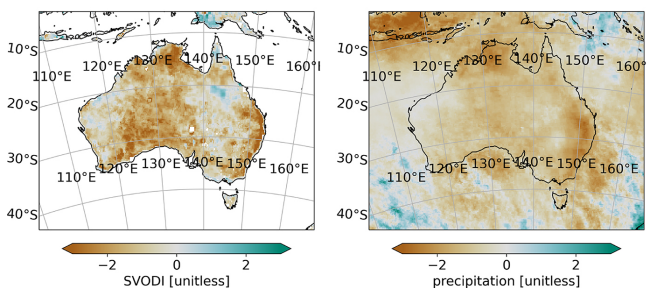 10°S
20°S
30°S
40°S
110°E 120°E 130°E 140°E 150°E 160°
110°E 120°E 130°E 140°E 150°E 160°E
−2 0 2
SVODI [unitless]
10°S
20°S
30°S
40°S
110°E 120°E 130°E 140°E 150°E 160°
110°E 120°E 130°E 140°E 150°E 160°E
−2 0 2
precipitation [unitless]